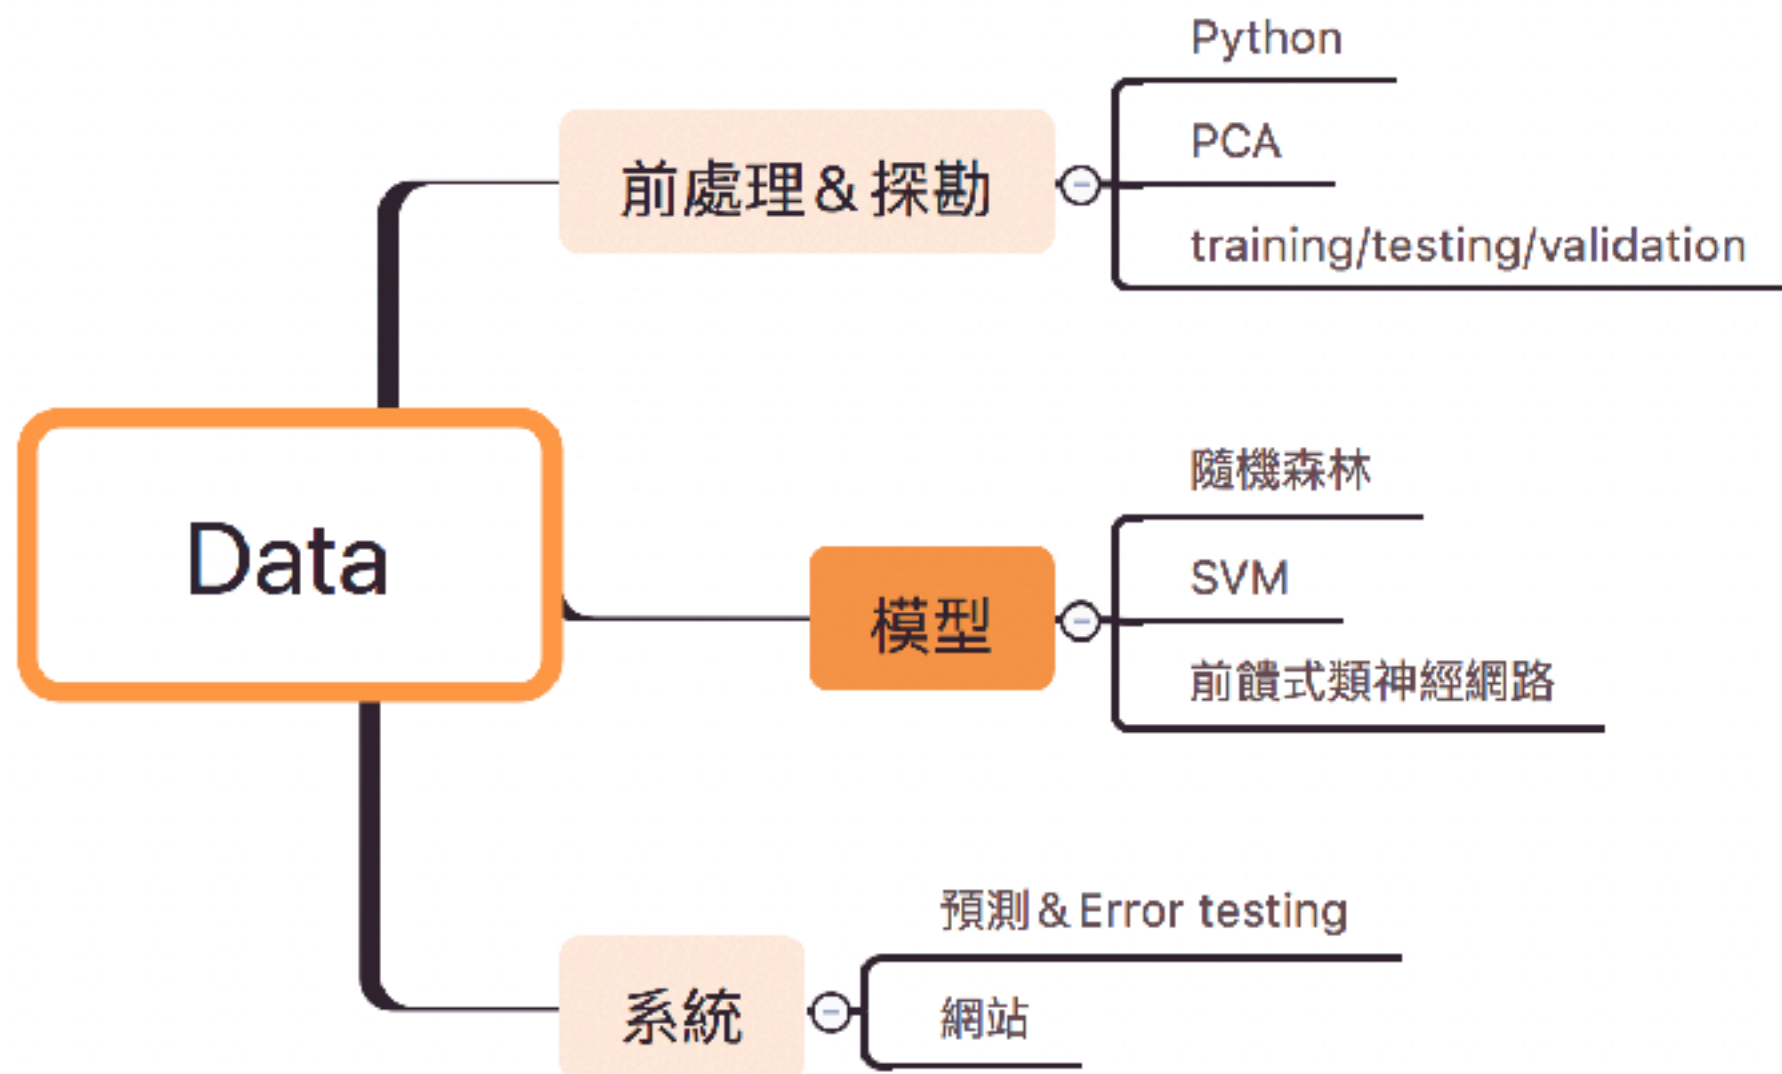 Data
前處理＆探勘
Python
PCA
training/testing/validation
模型
隨機森林
SVM
前饋式類神經網路
系統
預測＆Error testing
網站